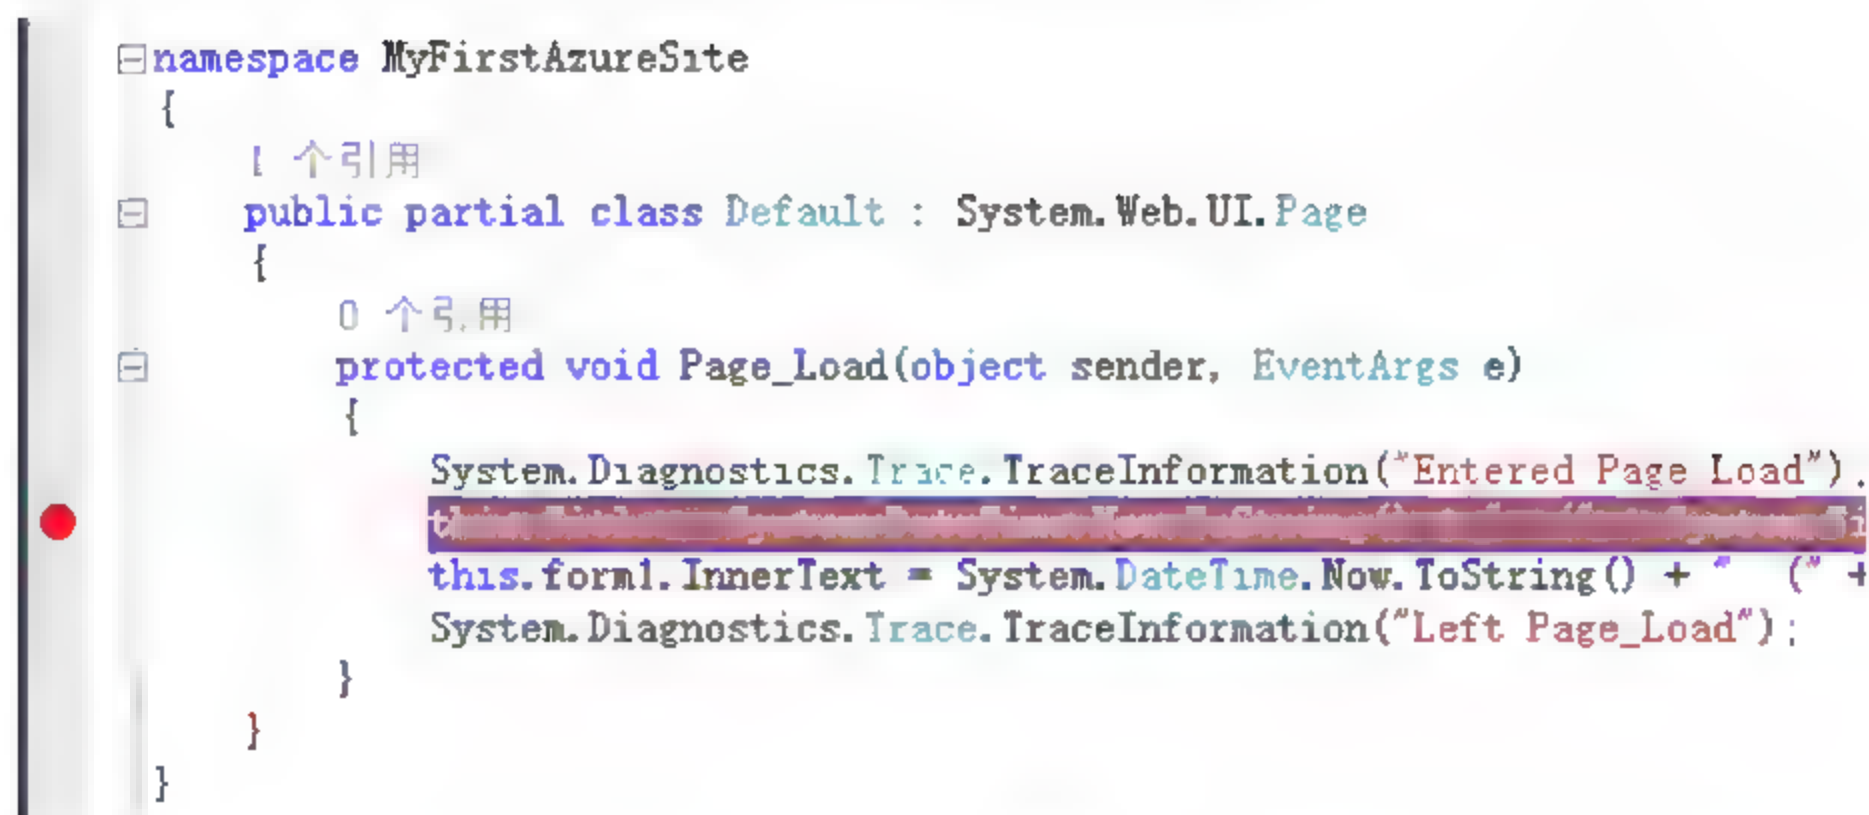 namespace MyFirstAzureSite
{
1 个引用
public partial class Default : System.Web.UI.Page
{
0 个引用
protected void Page_Load(object sender, EventArgs e)
{
System.Diagnostics.Trace.TraceInformation("Entered Page Load")
this.form1.InnerText = System.DateTime.Now.ToString() + " (" +
System.Diagnostics.Trace.TraceInformation("Left Page_Load");
}
}
}